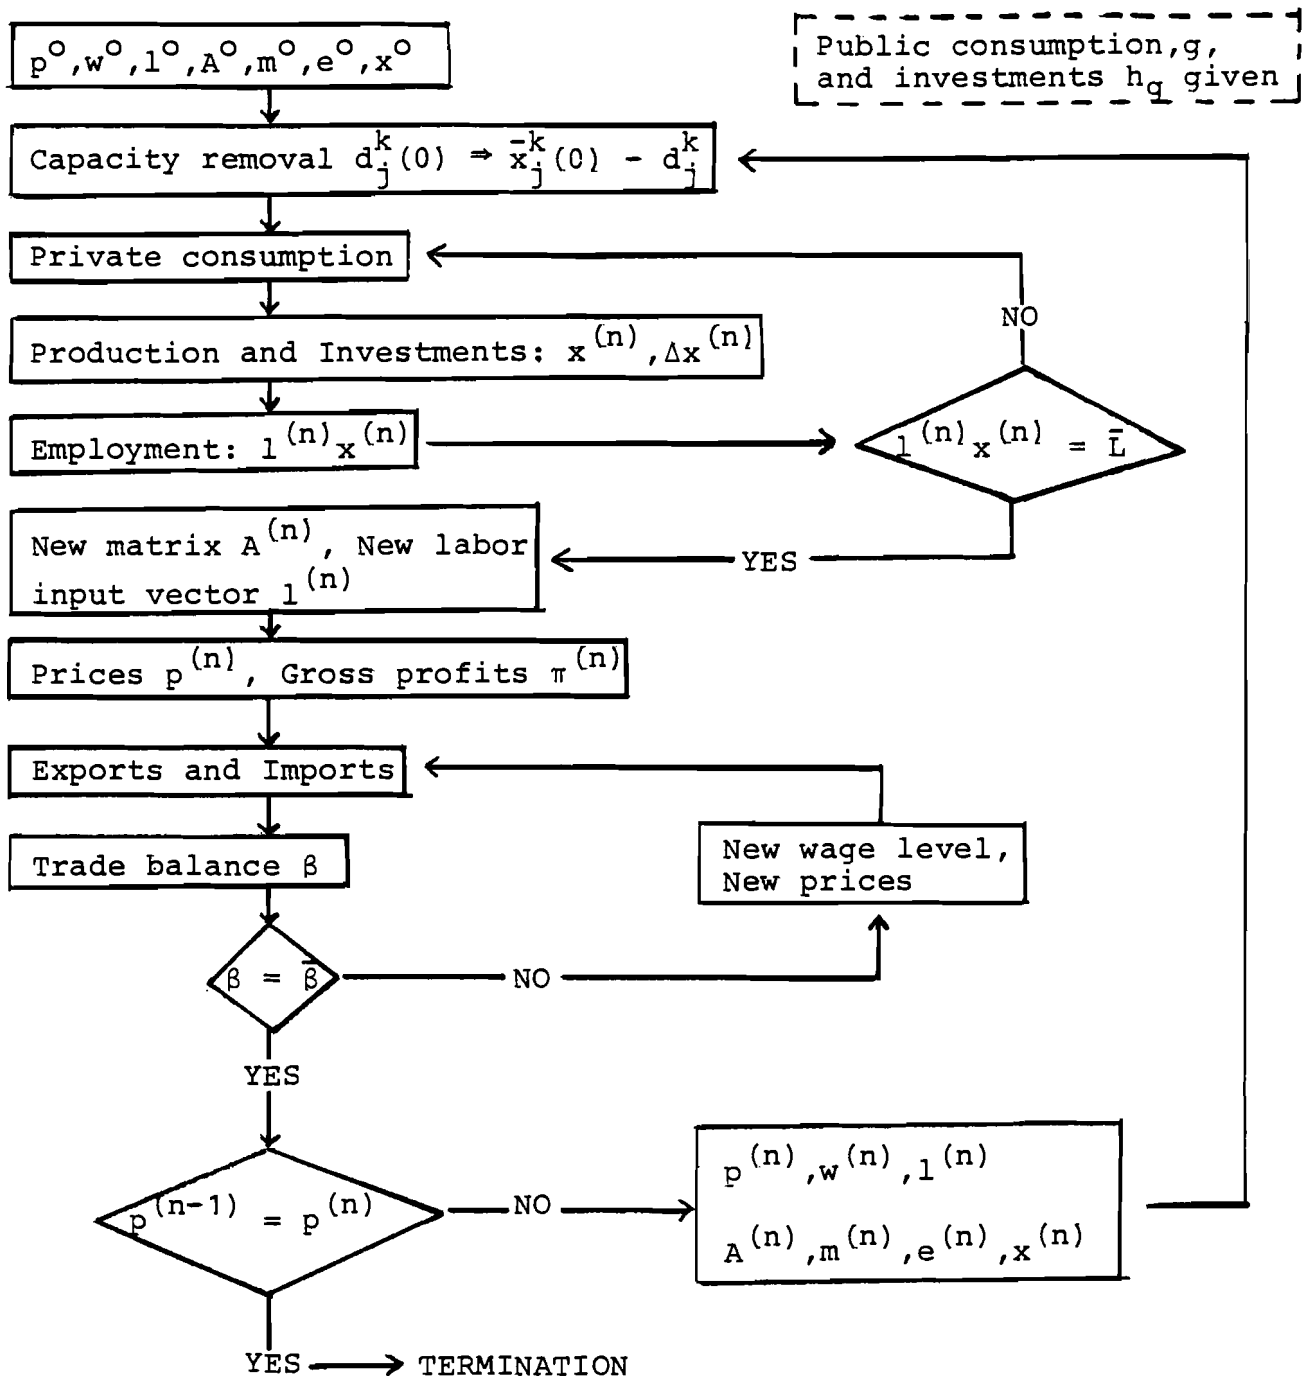 p°,w°,l°,A°,m°,e°,x°
Public consumption,g,
and investments h_g given
Capacity removal d_j^k(0) ⇒ x̄_j^k(0) - d_j^k
Private consumption
NO
Production and Investments: x^(n),Δx^(n)
Employment: l^(n)x^(n)
l^(n)x^(n) = L̄
New matrix A^(n), New labor
input vector l^(n)
YES
Prices p^(n), Gross profits π^(n)
Exports and Imports
Trade balance β
New wage level,
New prices
β = β̄
NO
YES
p^(n-1) = p^(n)
NO
p^(n),w^(n),l^(n)
A^(n),m^(n),e^(n),x^(n)
YES → TERMINATION